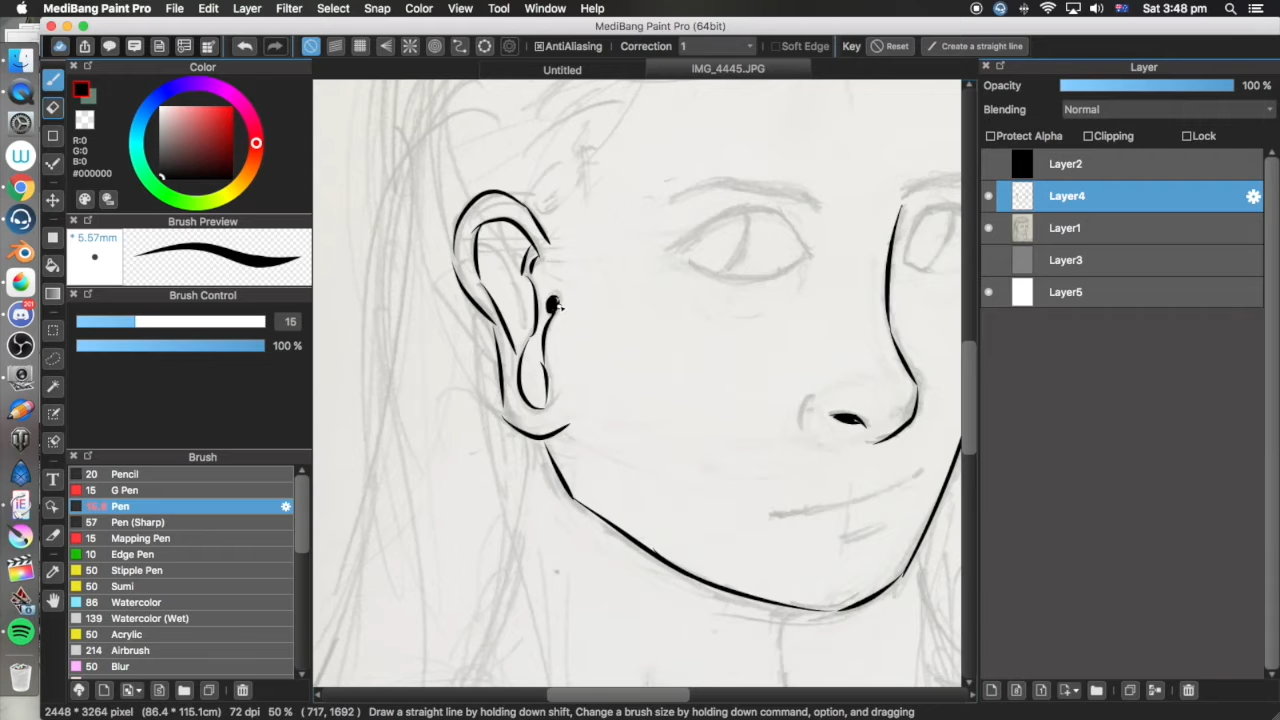 MediBang Paint Pro File Edit Layer Filter Select Snap Color View Tool Window Help Sat 3:48 pm
MediBang Paint Pro (64bit)
AntiAliasing Correction 1 Soft Edge Key Reset Create a straight line
Color Untitled IMG_4445.JPG Layer
Opacity 100 %
Blending Normal
R:0
G:0
B:0
#000000
Protect Alpha Clipping Lock
Layer2
Layer4
Layer1
Layer3
Layer5
Brush Preview
* 5.57mm
Brush Control
15
100 %
Brush
20 Pencil
15 G Pen
Pen
57 Pen (Sharp)
15 Mapping Pen
10 Edge Pen
50 Stipple Pen
50 Sumi
86 Watercolor
139 Watercolor (Wet)
50 Acrylic
214 Airbrush
50 Blur
2448 * 3264 pixel (86.4 * 115.1cm) 72 dpi 50 % ( 717, 1692 ) Draw a straight line by holding down shift, Change a brush size by holding down command, option, and dragging